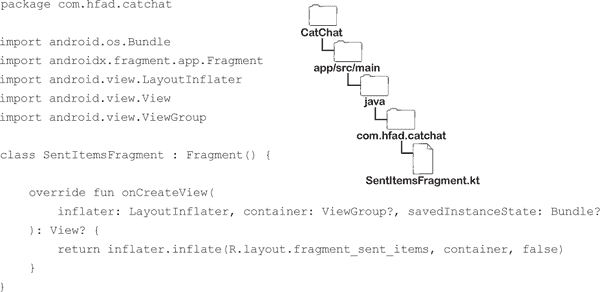 package com.hfad.catchat
import android.os.Bundle
import androidx.fragment.app.Fragment
import android.view.LayoutInflater
import android.view.View
import android.view.ViewGroup
class SentItemsFragment : Fragment() {
override fun onCreateView(
inflater: LayoutInflater, container: ViewGroup?, savedInstanceState: Bundle?
): View? {
return inflater.inflate(R.layout.fragment_sent_items, container, false)
}
}
CatChat
app/src/main
java
com.hfad.catchat
SentItemsFragment.kt